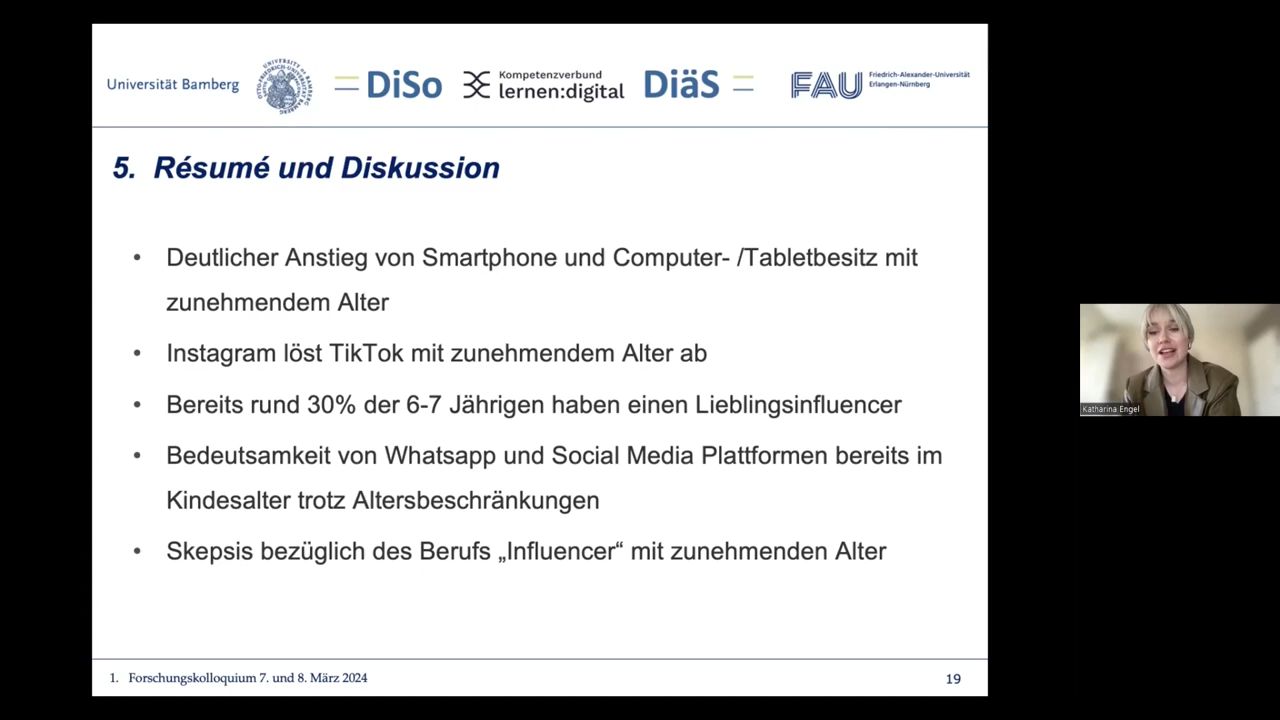 Universität Bamberg
DiSo
Kompetenzverbund
lernen:digital
DiäS
FAU
Friedrich-Alexander-Universität
Erlangen-Nürnberg
5. Résumé und Diskussion
• Deutlicher Anstieg von Smartphone und Computer- /Tabletbesitz mit
zunehmendem Alter
• Instagram löst TikTok mit zunehmendem Alter ab
• Bereits rund 30% der 6-7 Jährigen haben einen Lieblingsinfluencer
• Bedeutsamkeit von Whatsapp und Social Media Plattformen bereits im
Kindesalter trotz Altersbeschränkungen
• Skepsis bezüglich des Berufs „Influencer“ mit zunehmenden Alter
Katharina Engel
1. Forschungskolloquium 7. und 8. März 2024
19